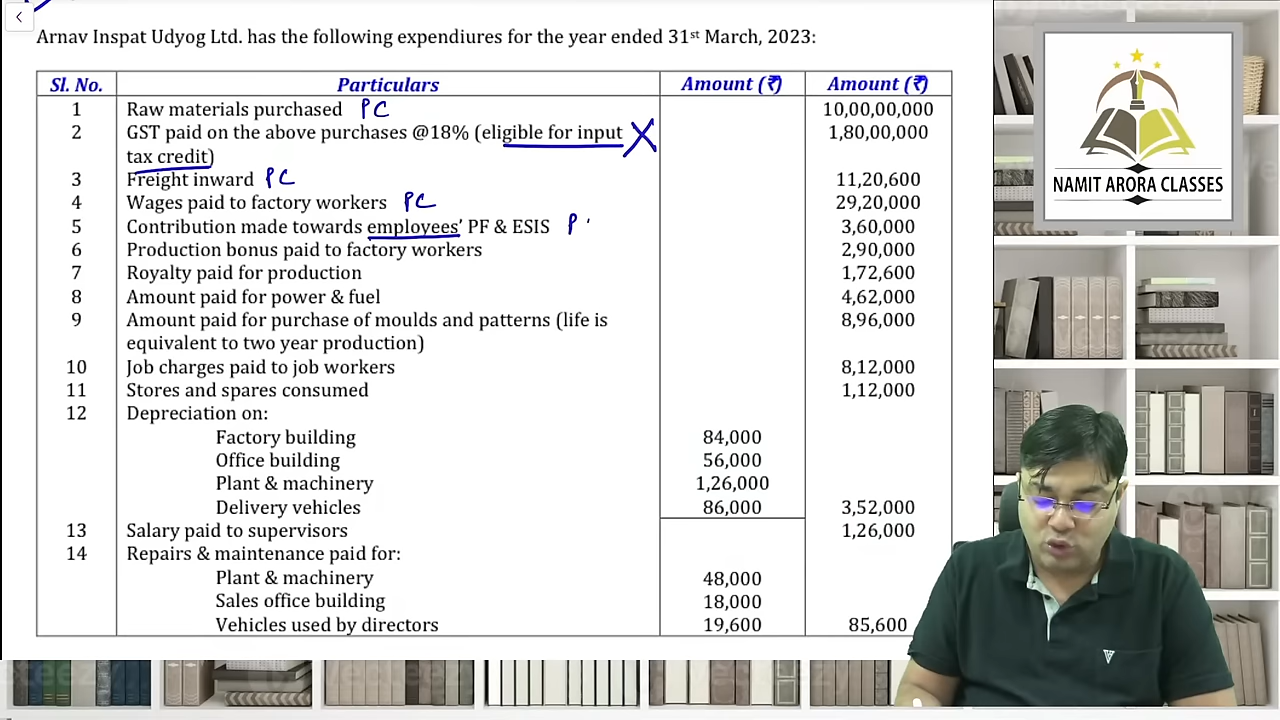 Arnav Inspat Udyog Ltd. has the following expendiures for the year ended 31st March, 2023:
Sl. No. Particulars Amount (₹) Amount (₹)
1 Raw materials purchased PC 10,00,00,000
2 GST paid on the above purchases @18% (eligible for input 1,80,00,000
tax credit)
3 Freight inward PC 11,20,600
4 Wages paid to factory workers PC 29,20,000
5 Contribution made towards employees' PF & ESIS P 3,60,000
6 Production bonus paid to factory workers 2,90,000
7 Royalty paid for production 1,72,600
8 Amount paid for power & fuel 4,62,000
9 Amount paid for purchase of moulds and patterns (life is 8,96,000
equivalent to two year production)
10 Job charges paid to job workers 8,12,000
11 Stores and spares consumed 1,12,000
12 Depreciation on:
Factory building 84,000
Office building 56,000
Plant & machinery 1,26,000
Delivery vehicles 86,000 3,52,000
13 Salary paid to supervisors 1,26,000
14 Repairs & maintenance paid for:
Plant & machinery 48,000
Sales office building 18,000
Vehicles used by directors 19,600 85,600
NAMIT ARORA CLASSES